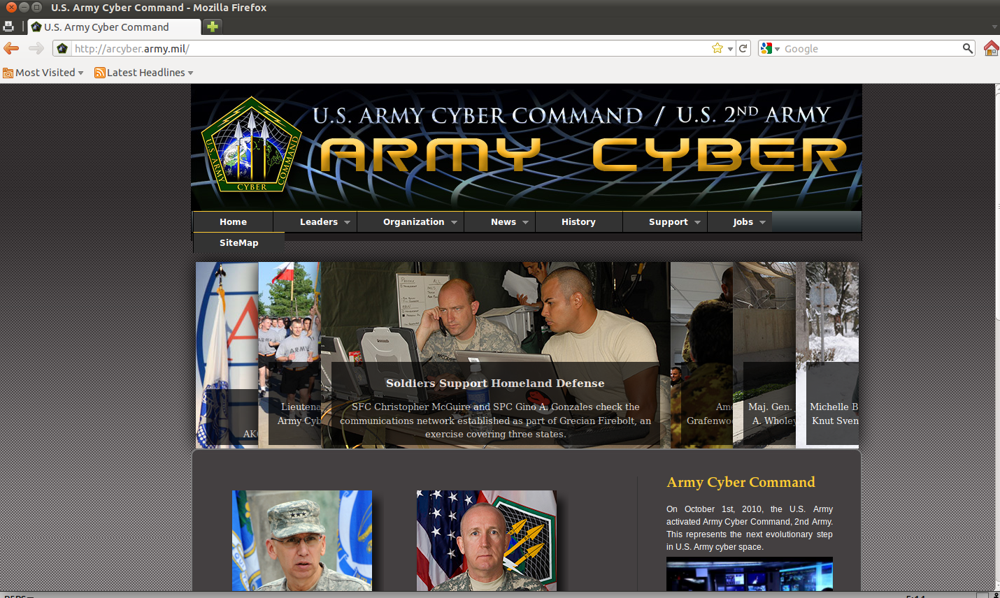 U.S. Army Cyber Command - Mozilla Firefox
U.S. Army Cyber Command
http://arcyber.army.mil/
Google
Most Visited
Latest Headlines
U.S. ARMY CYBER COMMAND
U.S. ARMY CYBER COMMAND / U.S. 2ND ARMY
ARMY CYBER
Home Leaders Organization News History Support Jobs
SiteMap
ARMY
Soldiers Support Homeland Defense
SFC Christopher McGuire and SPC Gino A. Gonzales check the
communications network established as part of Grecian Firebolt, an
exercise covering three states.
Lieutena
Army Cyb
AK
Am
Grafenwo
Maj. Gen.
A. Wholey
Michelle B
Knut Sven
Army Cyber Command
On October 1st, 2010, the U.S. Army
activated Army Cyber Command, 2nd Army.
This represents the next evolutionary step
in U.S. Army cyber space.